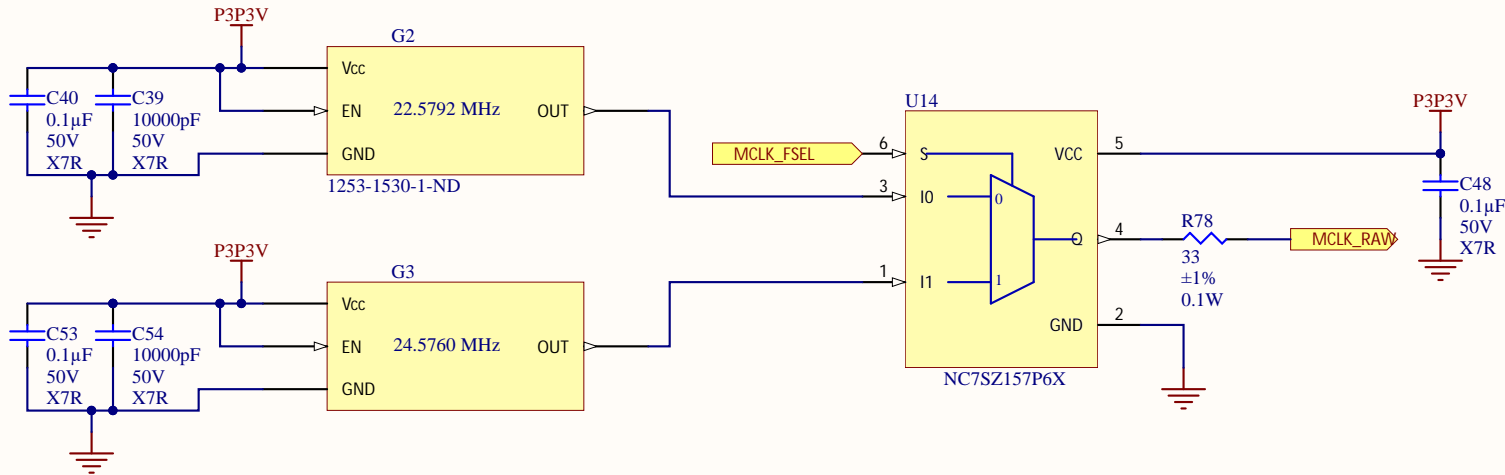 P3P3V
G2
Vcc
EN
GND
22.5792 MHz
OUT
1253-1530-1-ND
C40
0.1µF
50V
X7R
C39
10000pF
50V
X7R
P3P3V
G3
Vcc
EN
GND
24.5760 MHz
OUT
C53
0.1µF
50V
X7R
C54
10000pF
50V
X7R
MCLK_FSEL
U14
6
S
3
I0
1
I1
0
1
VCC
5
Q
4
GND
2
NC7SZ157P6X
R78
33
±1%
0.1W
MCLK_RAW
P3P3V
C48
0.1µF
50V
X7R